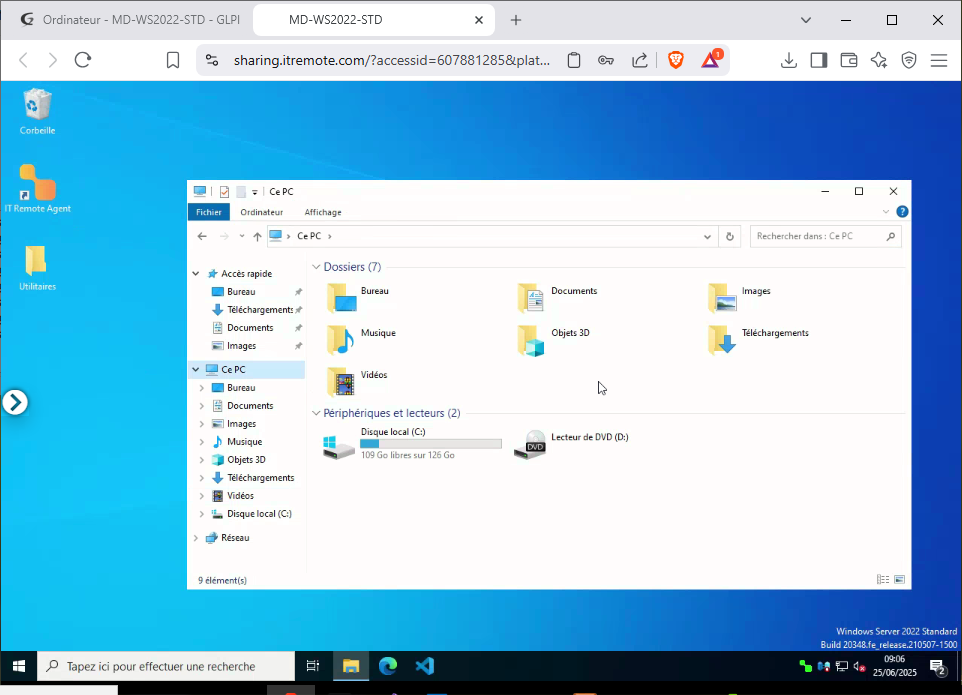 Ordinateur - MD-WS2022-STD - GLPI
MD-WS2022-STD
sharing.itremote.com/?accessid=607881285&plat...
1
Corbeille
IT Remote Agent
Utilitaires
Ce PC
Fichier
Ordinateur
Affichage
?
Ce PC
Rechercher dans : Ce PC
Accès rapide
Bureau
Téléchargements
Documents
Images
Ce PC
Bureau
Documents
Images
Musique
Objets 3D
Téléchargements
Vidéos
Disque local (C:)
Réseau
Dossiers (7)
Bureau
Documents
Images
Musique
Objets 3D
Téléchargements
Vidéos
Périphériques et lecteurs (2)
Disque local (C:)
109 Go libres sur 126 Go
DVD
Lecteur de DVD (D:)
9 élément(s)
Windows Server 2022 Standard
Build 20348.fe_release.210507-1500
Tapez ici pour effectuer une recherche
09:06
25/06/2025
2